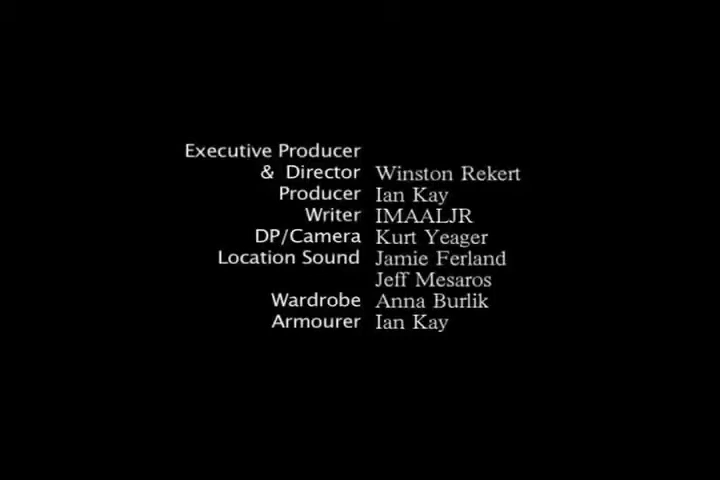 Executive Producer
& Director Winston Rekert
Producer Ian Kay
Writer IMAALJR
DP/Camera Kurt Yeager
Location Sound Jamie Ferland
Jeff Mesaros
Wardrobe Anna Burlik
Armourer Ian Kay